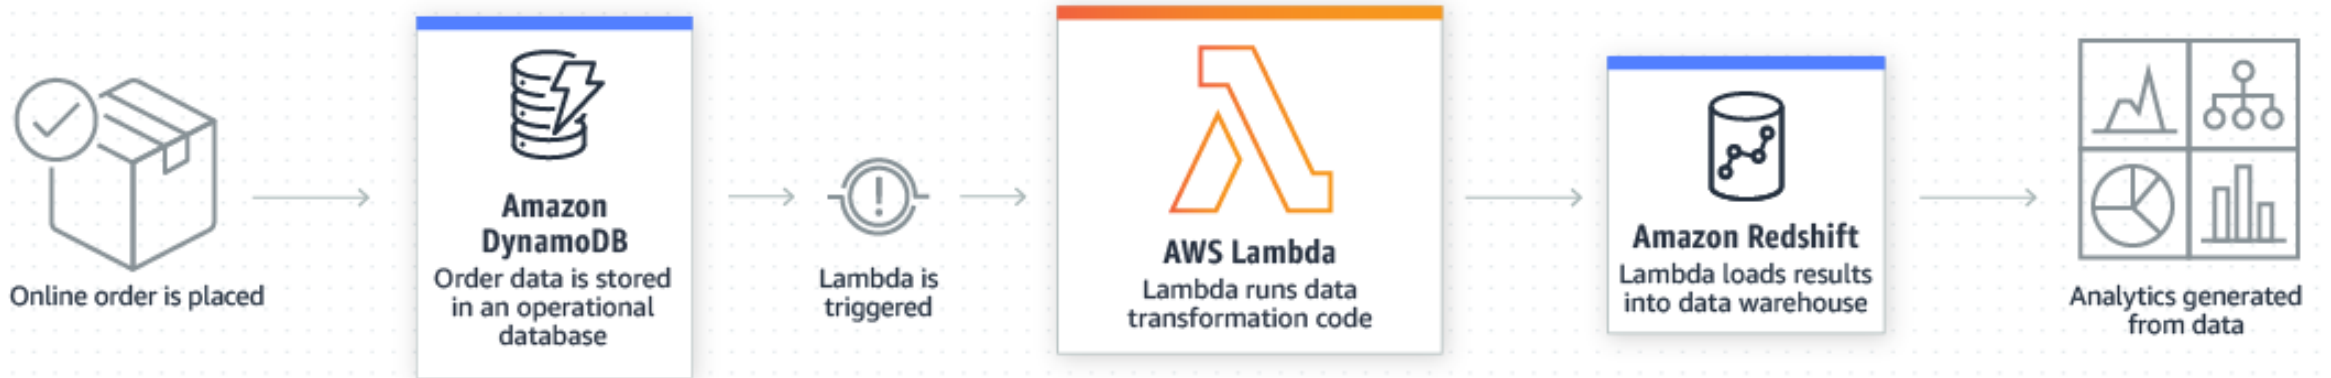 Online order is placed
Amazon
DynamoDB
Order data is stored
in an operational
database
Lambda is
triggered
AWS Lambda
Lambda runs data
transformation code
Amazon Redshift
Lambda loads results
into data warehouse
Analytics generated
from data